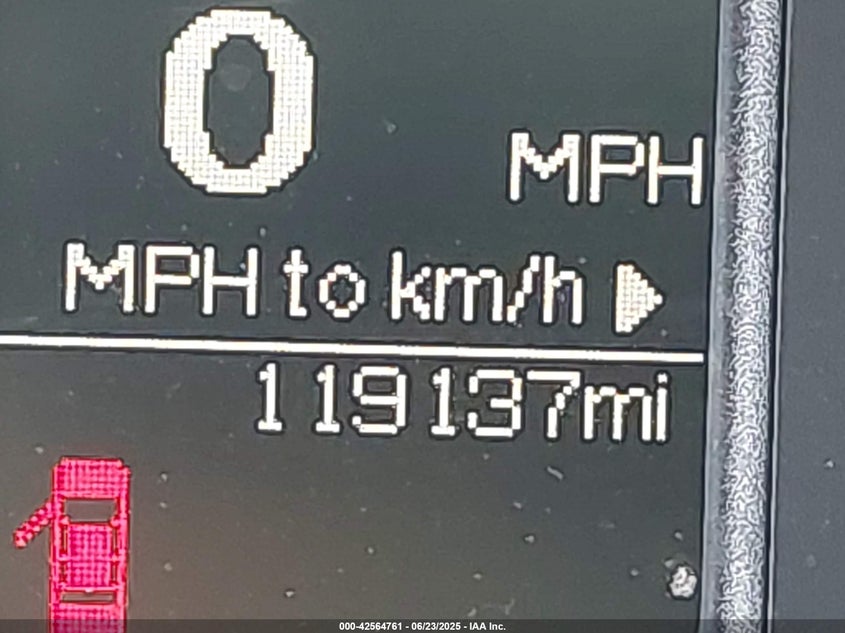 0
MPH
MPH to km/h
119137mi
000-42564761 - 06/23/2025 - IAA Inc.